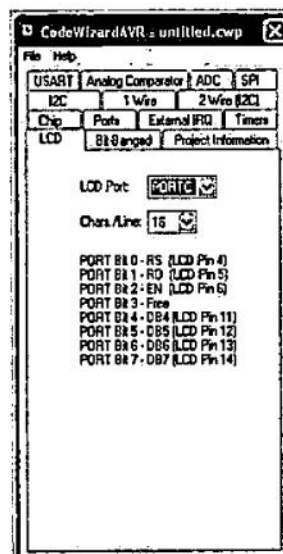 CodeWizardAVR - untitled.cwp
File Help
USART Analog Comparator ADC SPI
I2C 1 Wire 2 Wire (I2C)
Chip Ports External IRQ Timers
LCD Bit-Banged Project Information
LCD Port: PORTC
Chars./Line: 16
PORT Bit 0 - RS (LCD Pin 4)
PORT Bit 1 - RD (LCD Pin 5)
PORT Bit 2 - EN (LCD Pin 6)
PORT Bit 3 - Free
PORT Bit 4 - DB4 (LCD Pin 11)
PORT Bit 5 - DB5 (LCD Pin 12)
PORT Bit 6 - DB6 (LCD Pin 13)
PORT Bit 7 - DB7 (LCD Pin 14)